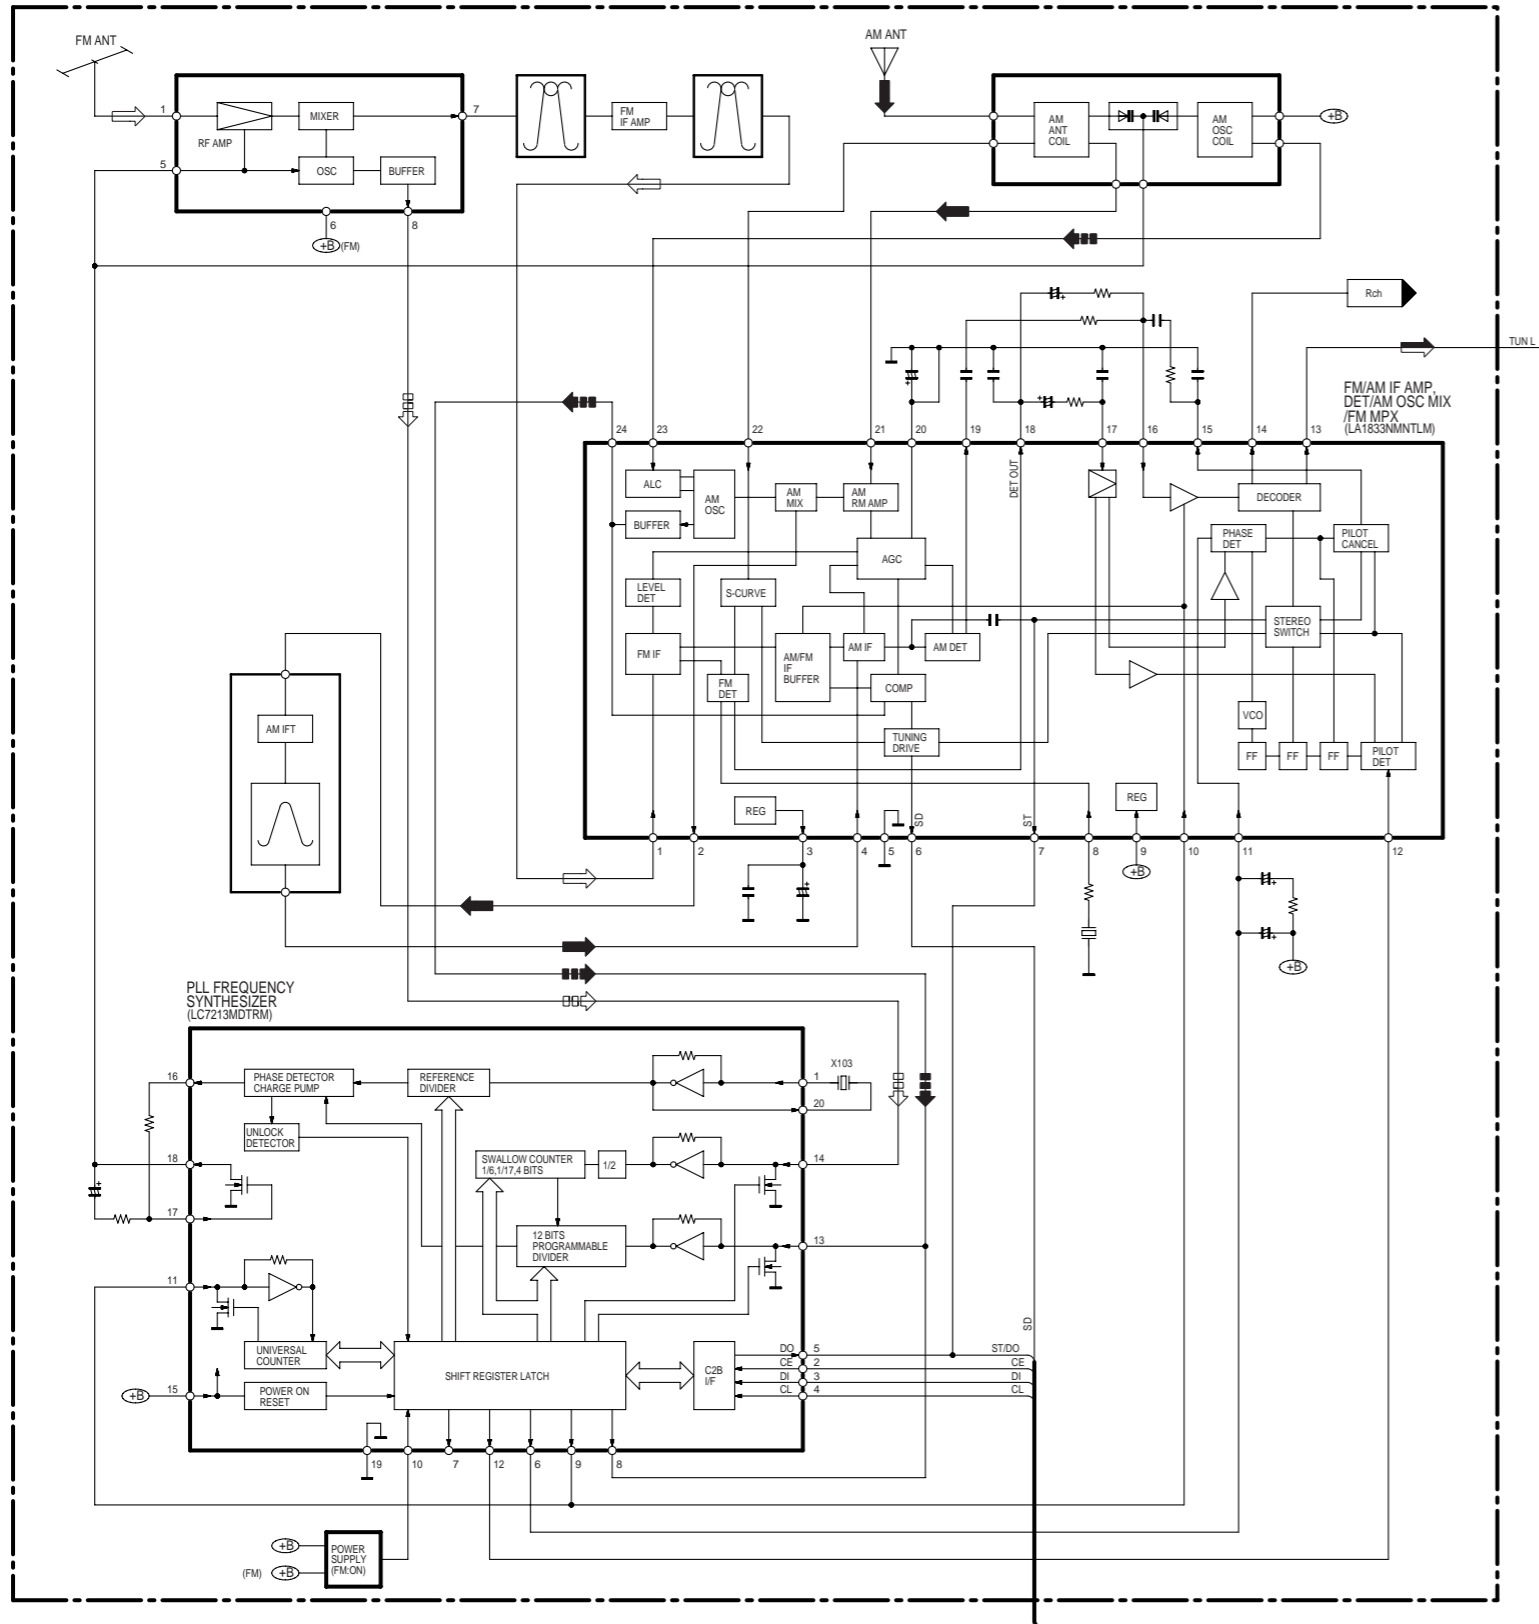 FM ANT
AM ANT
1
RF AMP
MIXER
7
5
OSC
BUFFER
6
8
+B
(FM)
FM
IF AMP
AM
ANT
COIL
AM
OSC
COIL
+B
Rch
TUN L
FM/AM IF AMP,
DET/AM OSC MIX
/FM MPX
(LA1833NMNTLM)
24
23
22
21
20
19
18
17
16
15
14
13
DET OUT
ALC
AM
OSC
BUFFER
AM
MIX
AM
RM AMP
AGC
LEVEL
DET
S-CURVE
FM IF
FM
DET
AM/FM
IF
BUFFER
AM IF
AM DET
COMP
TUNING
DRIVE
DECODER
PHASE
DET
PILOT
CANCEL
STEREO
SWITCH
VCO
FF
FF
FF
PILOT
DET
REG
REG
SD
ST
1
2
3
4
5
6
7
8
9
10
11
12
+B
+B
AM IFT
PLL FREQUENCY
SYNTHESIZER
(LC7213MDTRM)
16
PHASE DETECTOR
CHARGE PUMP
REFERENCE
DIVIDER
1
X103
20
UNLOCK
DETECTOR
18
SWALLOW COUNTER
1/6,1/17,4 BITS
1/2
14
17
12 BITS
PROGRAMMABLE
DIVIDER
13
11
UNIVERSAL
COUNTER
SHIFT REGISTER LATCH
C2B
I/F
DO
CE
DI
CL
5
2
3
4
SD
ST/DO
CE
DI
CL
+B
15
POWER ON
RESET
19
10
7
12
6
9
8
+B
(FM)
+B
POWER
SUPPLY
(FM:ON)